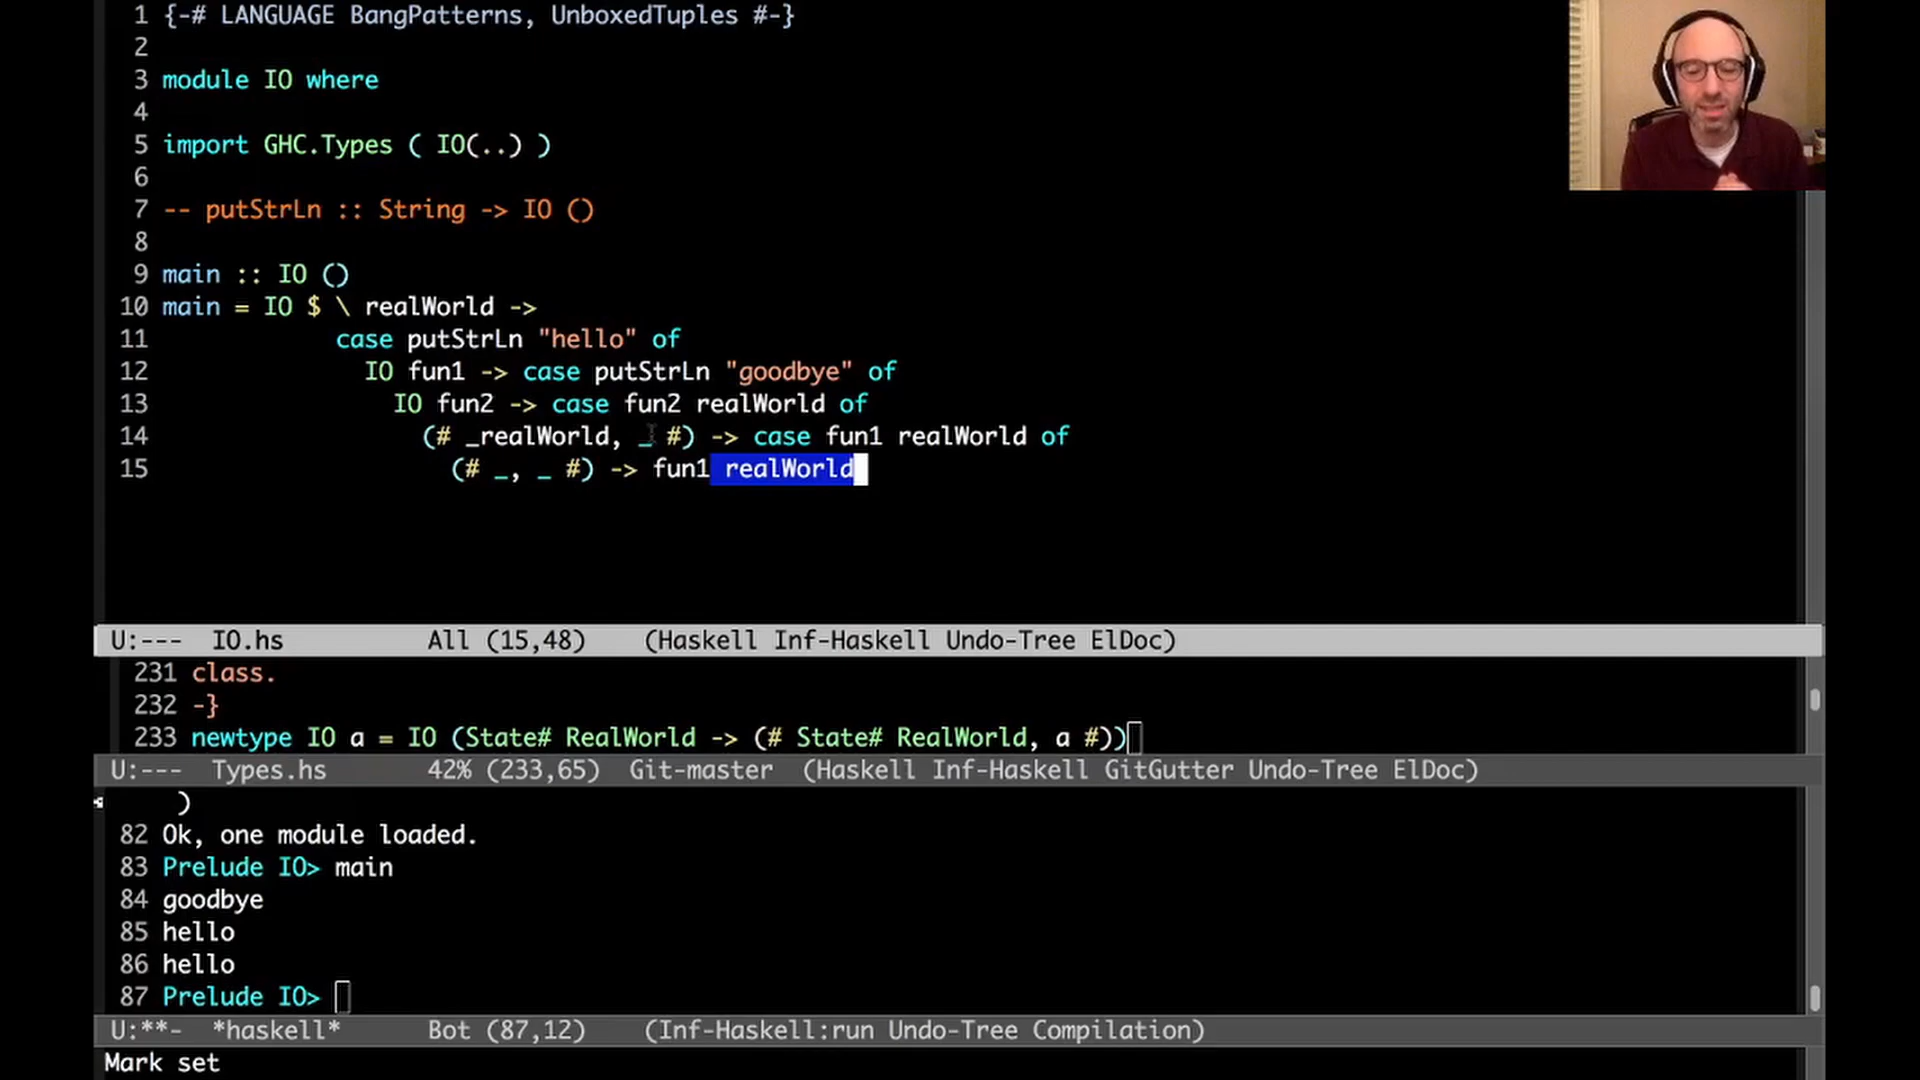 1 {-# LANGUAGE BangPatterns, UnboxedTuples #-}
2
3 module IO where
4
5 import GHC.Types ( IO(..) )
6
7 -- putStrLn :: String -> IO ()
8
9 main :: IO ()
10 main = IO $ \ realWorld ->
11 case putStrLn "hello" of
12 IO fun1 -> case putStrLn "goodbye" of
13 IO fun2 -> case fun2 realWorld of
14 (# _realWorld, _ #) -> case fun1 realWorld of
15 (# _, _ #) -> fun1 realWorld
U:--- IO.hs All (15,48) (Haskell Inf-Haskell Undo-Tree ElDoc)
231 class.
232 -}
233 newtype IO a = IO (State# RealWorld -> (# State# RealWorld, a #))
U:--- Types.hs 42% (233,65) Git-master (Haskell Inf-Haskell GitGutter Undo-Tree ElDoc)
)
82 Ok, one module loaded.
83 Prelude IO> main
84 goodbye
85 hello
86 hello
87 Prelude IO>
U:**- *haskell* Bot (87,12) (Inf-Haskell:run Undo-Tree Compilation)
Mark set